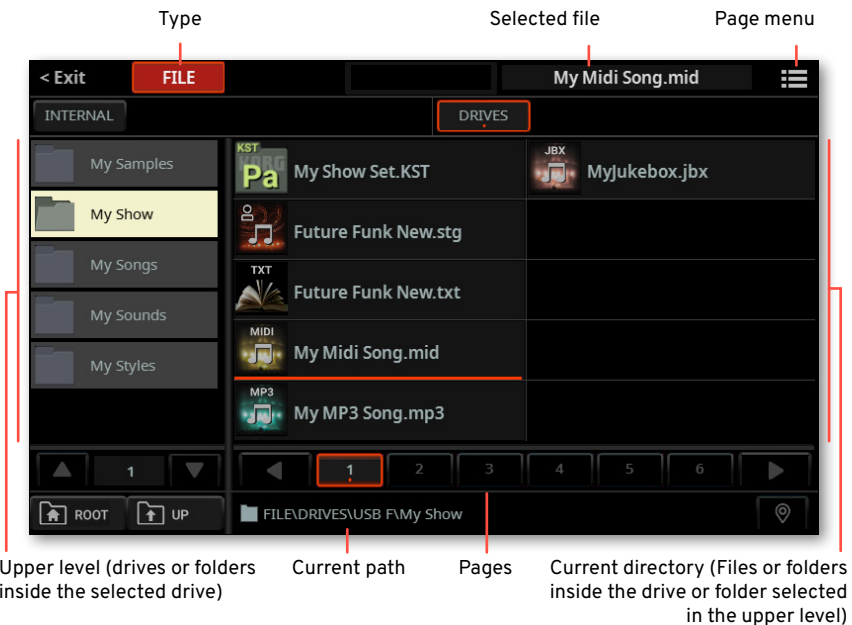 Type
Selected file
Page menu
< Exit
FILE
My Midi Song.mid
INTERNAL
DRIVES
My Samples
My Show
My Songs
My Sounds
My Styles
KST
KORG
Pa
My Show Set.KST
JBX
MyJukebox.jbx
Future Funk New.stg
TXT
Future Funk New.txt
MIDI
My Midi Song.mid
MP3
My MP3 Song.mp3
1
1
2
3
4
5
6
ROOT
UP
FILE\DRIVES\USB F\My Show
Upper level (drives or folders
inside the selected drive)
Current path
Pages
Current directory (Files or folders
inside the drive or folder selected
in the upper level)